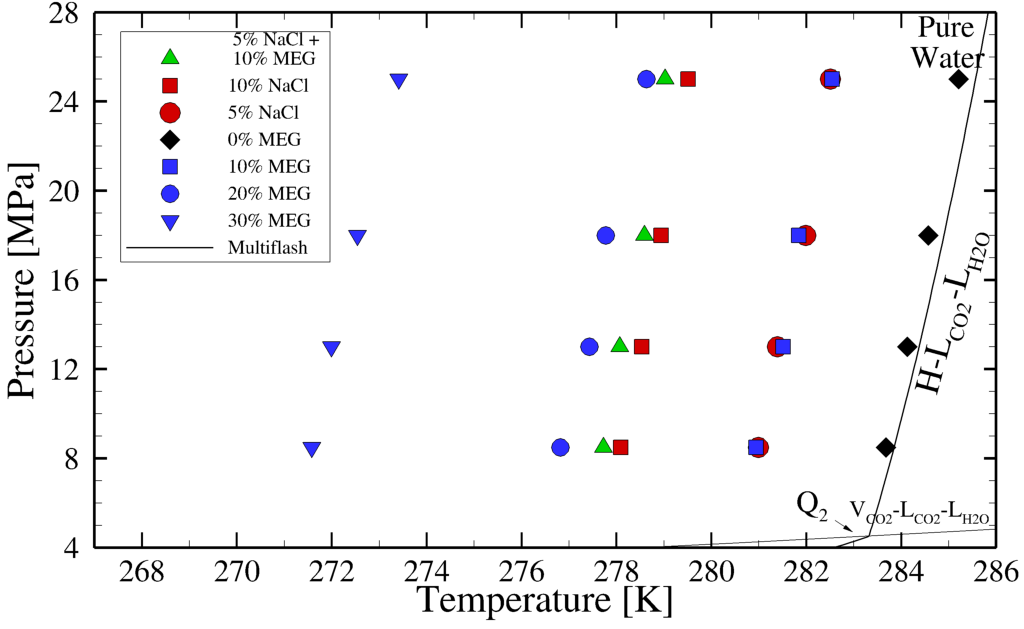 28
24
20
16
12
8
4
Pressure [MPa]
5% NaCl +
10% MEG
10% NaCl
5% NaCl
0% MEG
10% MEG
20% MEG
30% MEG
Multiflash
Pure
Water
H-LCO2-LH2O
Q2
VCO2-LCO2-LH2O
268 270 272 274 276 278 280 282 284 286
Temperature [K]